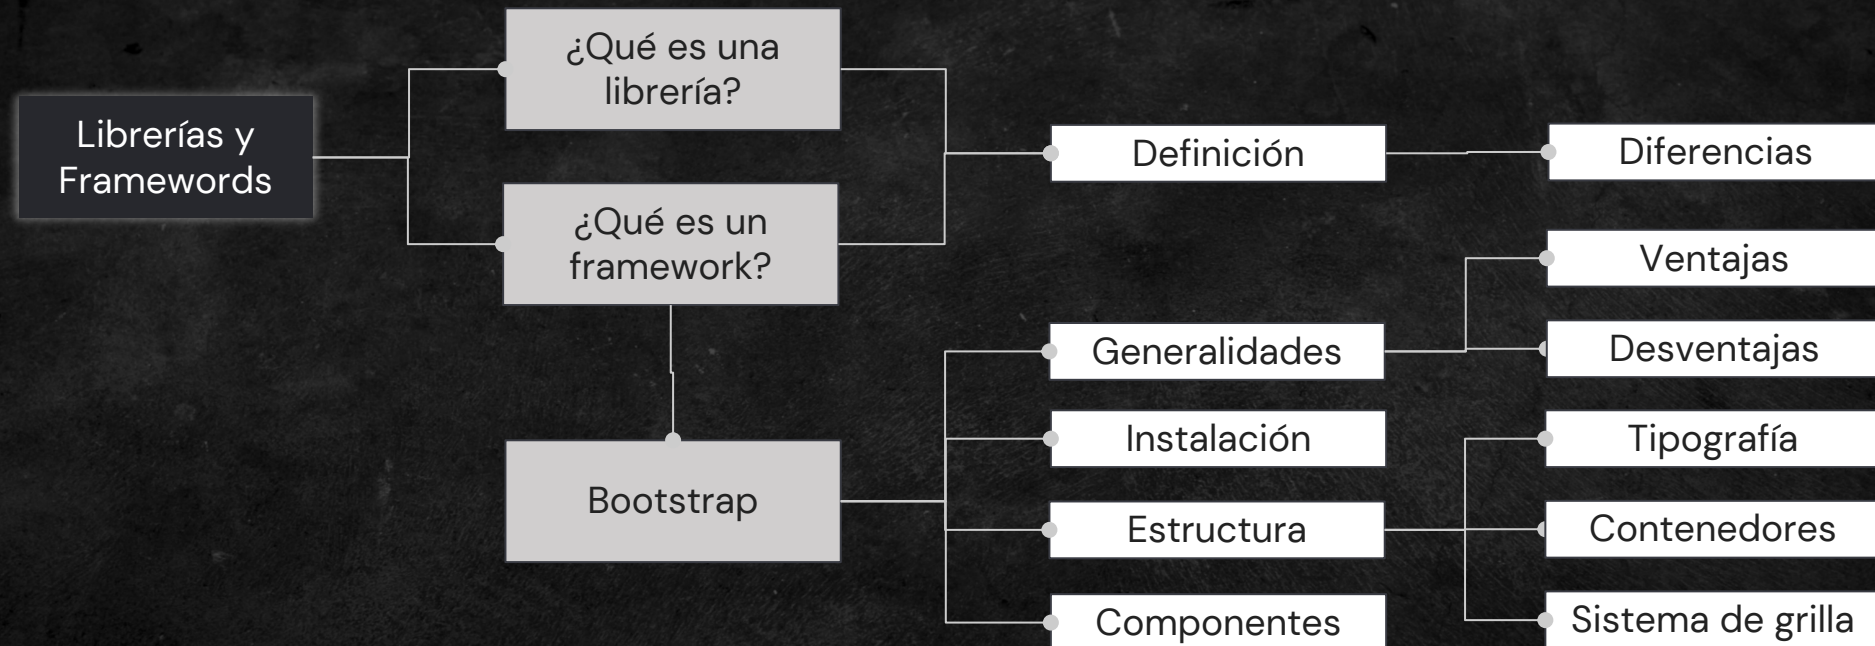 Librerías y
Framewords
¿Qué es una
librería?
¿Qué es un
framework?
Bootstrap
Definición
Generalidades
Instalación
Estructura
Componentes
Diferencias
Ventajas
Desventajas
Tipografía
Contenedores
Sistema de grilla